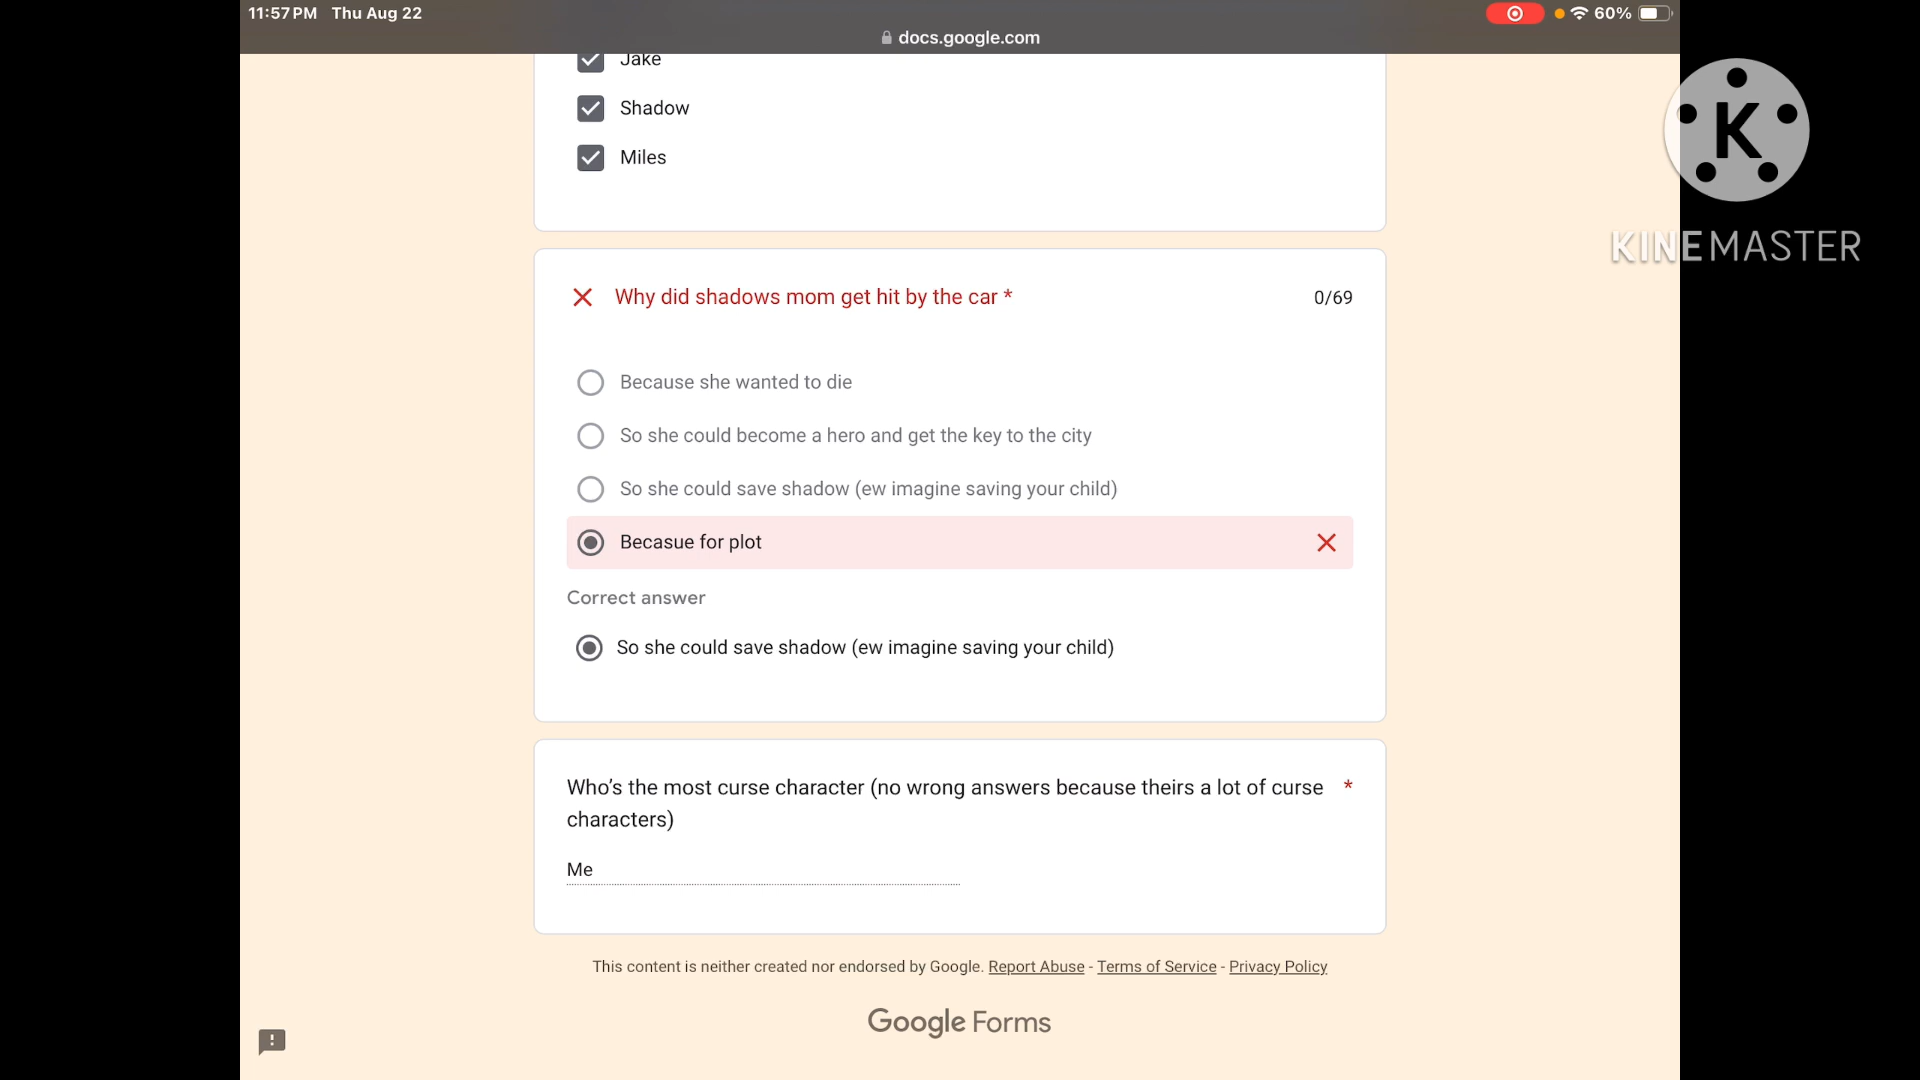 11:57 PM Thu Aug 22
60%
docs.google.com
Jake
Shadow
Miles
K
KINEMASTER
Why did shadows mom get hit by the car *
0/69
Because she wanted to die
So she could become a hero and get the key to the city
So she could save shadow (ew imagine saving your child)
Becasue for plot
Correct answer
So she could save shadow (ew imagine saving your child)
Who's the most curse character (no wrong answers because theirs a lot of curse *
characters)
Me
This content is neither created nor endorsed by Google. Report Abuse - Terms of Service - Privacy Policy
Google Forms